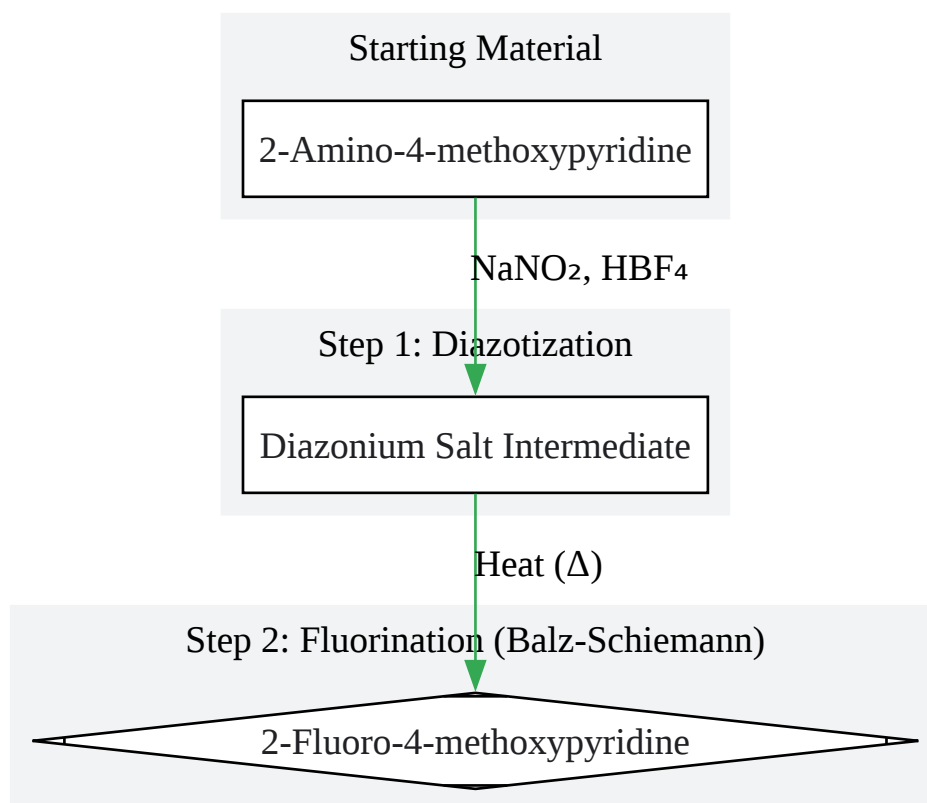 Starting Material
2-Amino-4-methoxypyridine
NaNO₂, HBF₄
Step 1: Diazotization
Diazonium Salt Intermediate
Heat (Δ)
Step 2: Fluorination (Balz-Schiemann)
2-Fluoro-4-methoxypyridine